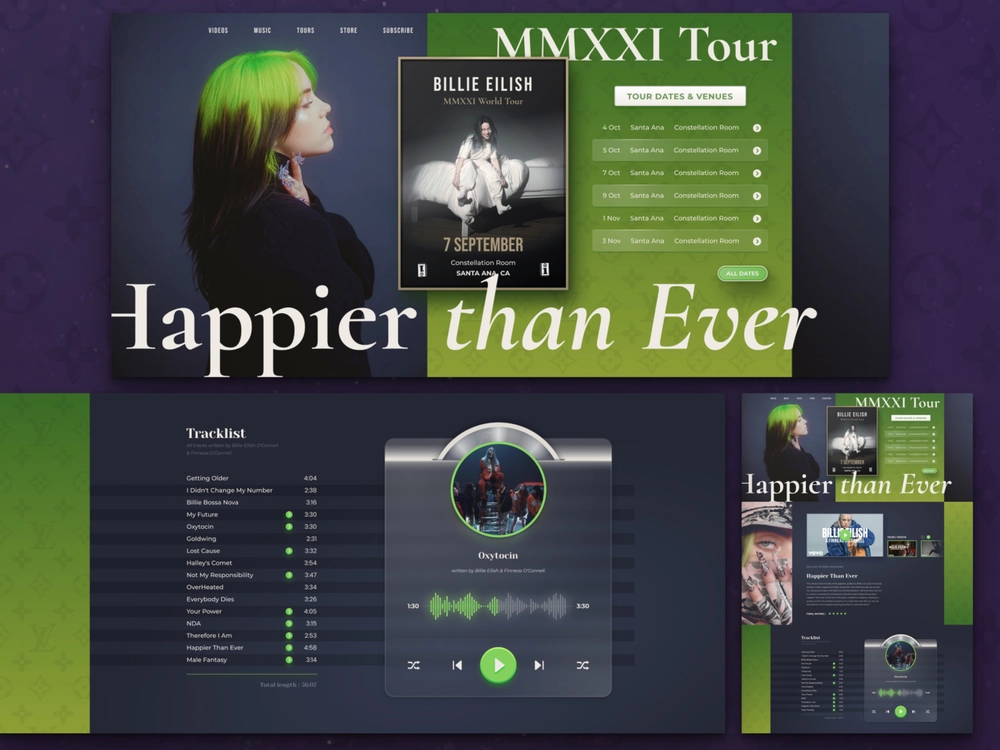 VIDEOS MUSIC TOURS STORE SUBSCRIBE
MMXXI Tour
BILLIE EILISH
MMXXI World Tour
7 SEPTEMBER
Constellation Room
SANTA ANA, CA
TOUR DATES & VENUES
4 Oct Santa Ana Constellation Room
5 Oct Santa Ana Constellation Room
7 Oct Santa Ana Constellation Room
9 Oct Santa Ana Constellation Room
1 Nov Santa Ana Constellation Room
3 Nov Santa Ana Constellation Room
ALL DATES
Happier than Ever
Tracklist
All tracks written by Billie Eilish O'Connell
& Finneas O'Connell
Getting Older 4:04
I Didn't Change My Number 2:38
Billie Bossa Nova 3:16
My Future 3:30
Oxytocin 3:30
Goldwing 2:31
Lost Cause 3:32
Halley's Comet 3:54
Not My Responsibility 3:47
OverHeated 3:34
Everybody Dies 3:26
Your Power 4:05
NDA 3:15
Therefore I Am 2:53
Happier Than Ever 4:58
Male Fantasy 3:14
Total length : 56:02
Oxytocin
written by Billie Eilish & Finneas O'Connell
1:30 3:30
MMXXI Tour
BILLIE EILISH
MMXXI World Tour
7 SEPTEMBER
Happier than Ever
BILLIE EILISH
vevo
Happier Than Ever
Tracklist
Oxytocin